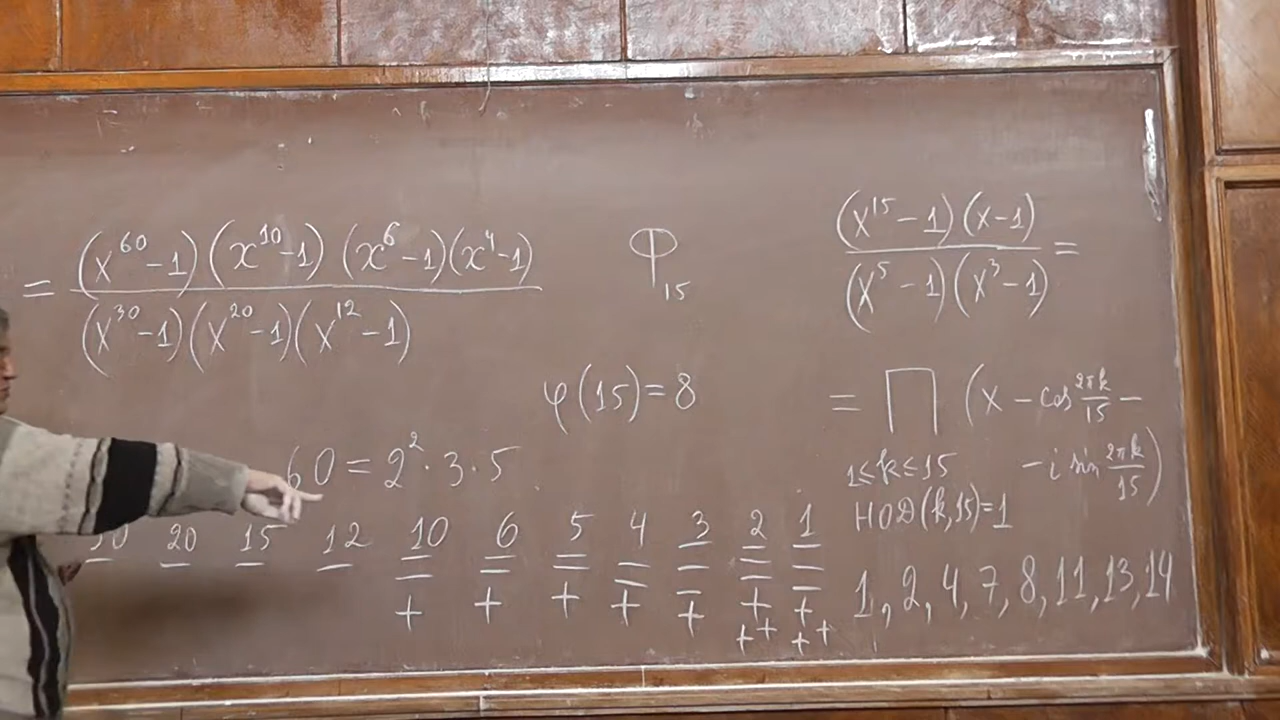 = (x^60 − 1)(x^10 − 1)(x^6 − 1)(x^4 − 1) / (x^30 − 1)(x^20 − 1)(x^12 − 1)
Φ_15
(x^15 − 1)(x − 1) / (x^5 − 1)(x^3 − 1) =
φ(15) = 8
= ∏ (x − cos 2πk/15 −
1 ≤ k ≤ 15
− i sin 2πk/15)
НОД(k,15)=1
60 = 2^2 · 3 · 5
30 20 15 12 10 6 5 4 3 2 1
+ + + + + + +
++ ++
1, 2, 4, 7, 8, 11, 13, 14